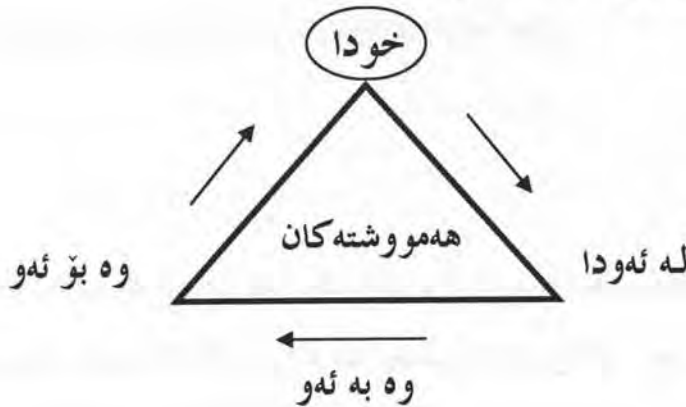 خودا
هەمووشتەکان
لە ئەودا
وە بۆ ئەو
وە بە ئەو